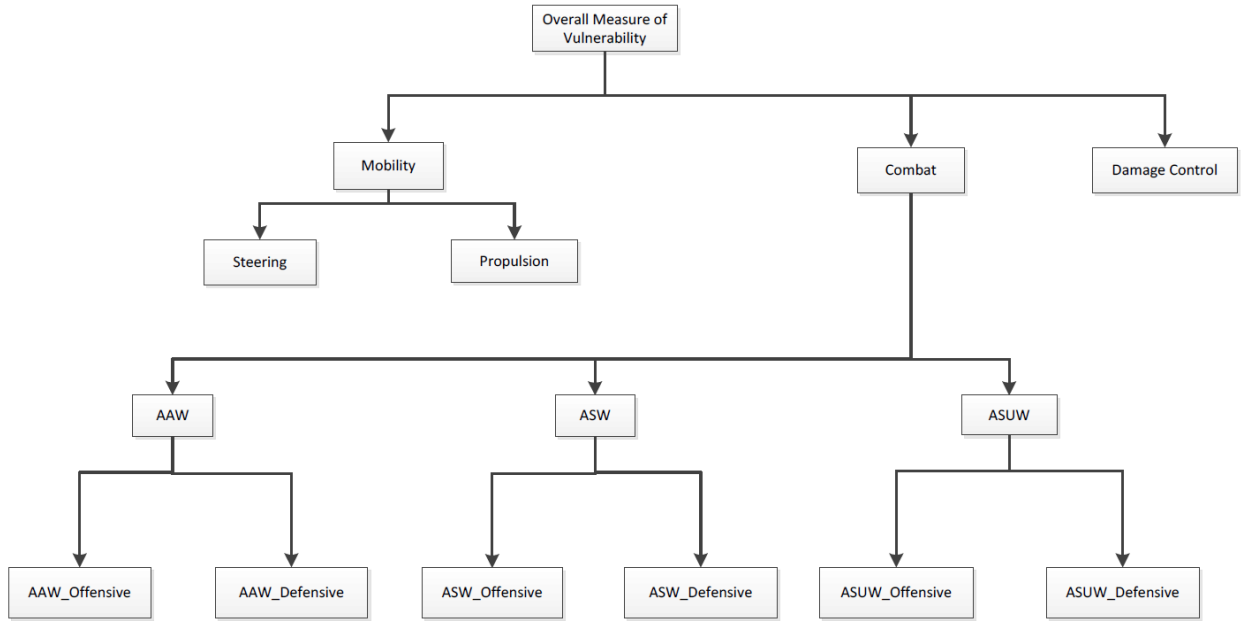 Overall Measure of
Vulnerability
Mobility
Combat
Damage Control
Steering
Propulsion
AAW
ASW
ASUW
AAW_Offensive
AAW_Defensive
ASW_Offensive
ASW_Defensive
ASUW_Offensive
ASUW_Defensive